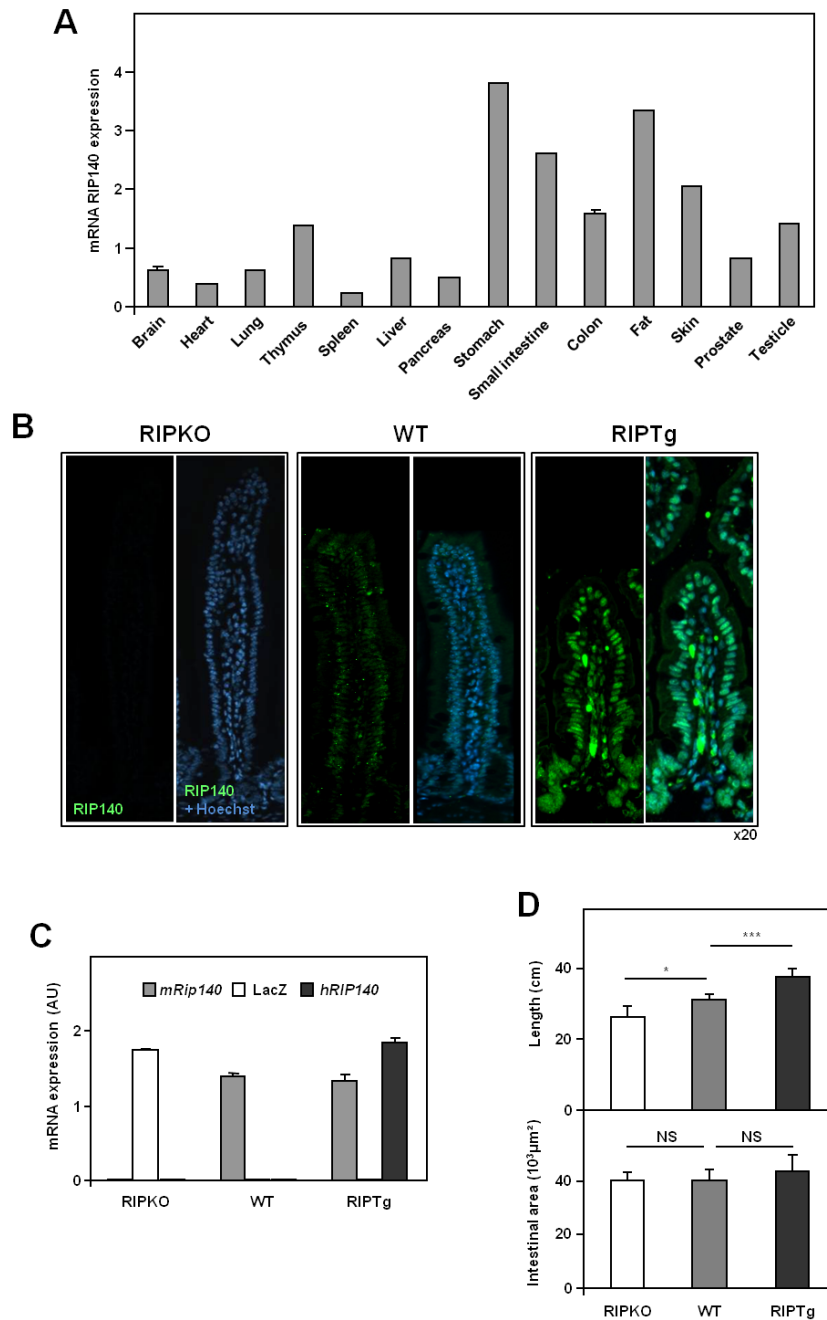 A
mRNA RIP140 expression
4
3
2
1
0
Brain
Heart
Lung
Thymus
Spleen
Liver
Pancreas
Stomach
Small intestine
Colon
Fat
Skin
Prostate
Testicle
B
RIPKO
WT
RIPTg
RIP140
RIP140
+ Hoechst
x20
C
mRNA expression (AU)
mRip140 LacZ hRIP140
2
1
0
RIPKO WT RIPTg
D
Length (cm)
40
20
0
* ***
Intestinal area (10³µm²)
40
20
0
NS NS
RIPKO WT RIPTg